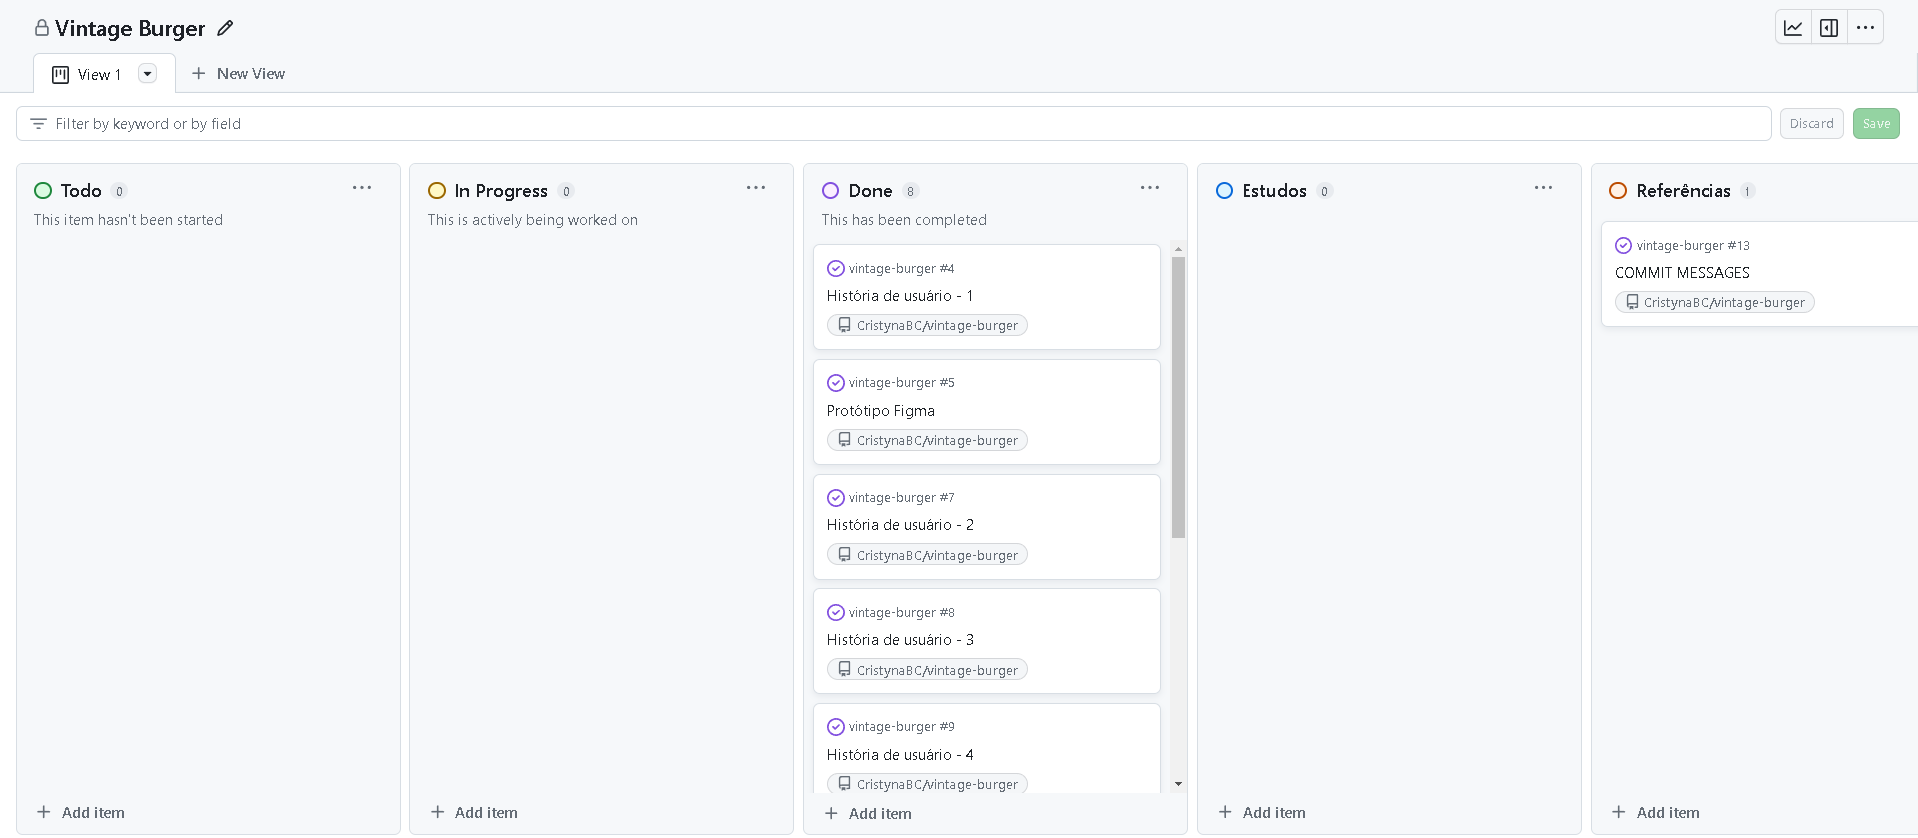 Vintage Burger
View 1
New View
Filter by keyword or by field
Discard
Save
Todo 0
This item hasn't been started
Add item
In Progress 0
This is actively being worked on
Add item
Done 8
This has been completed
vintage-burger #4
História de usuário - 1
CristynaBC/vintage-burger
vintage-burger #5
Protótipo Figma
CristynaBC/vintage-burger
vintage-burger #7
História de usuário - 2
CristynaBC/vintage-burger
vintage-burger #8
História de usuário - 3
CristynaBC/vintage-burger
vintage-burger #9
História de usuário - 4
CristynaBC/vintage-burger
Add item
Estudos 0
Add item
Referências 1
vintage-burger #13
COMMIT MESSAGES
CristynaBC/vintage-burger
Add item